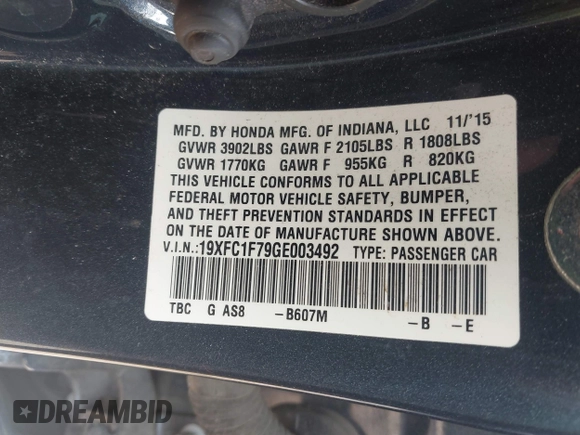 MFD. BY HONDA MFG. OF INDIANA, LLC 11/'15
GVWR 3902LBS GAWR F 2105LBS R 1808LBS
GVWR 1770KG GAWR F 955KG R 820KG
THIS VEHICLE CONFORMS TO ALL APPLICABLE
FEDERAL MOTOR VEHICLE SAFETY, BUMPER,
AND THEFT PREVENTION STANDARDS IN EFFECT
ON THE DATE OF MANUFACTURE SHOWN ABOVE.
V.I.N.:19XFC1F79GE003492 TYPE: PASSENGER CAR
TBC G AS8 -B607M -B -E
DREAMBID